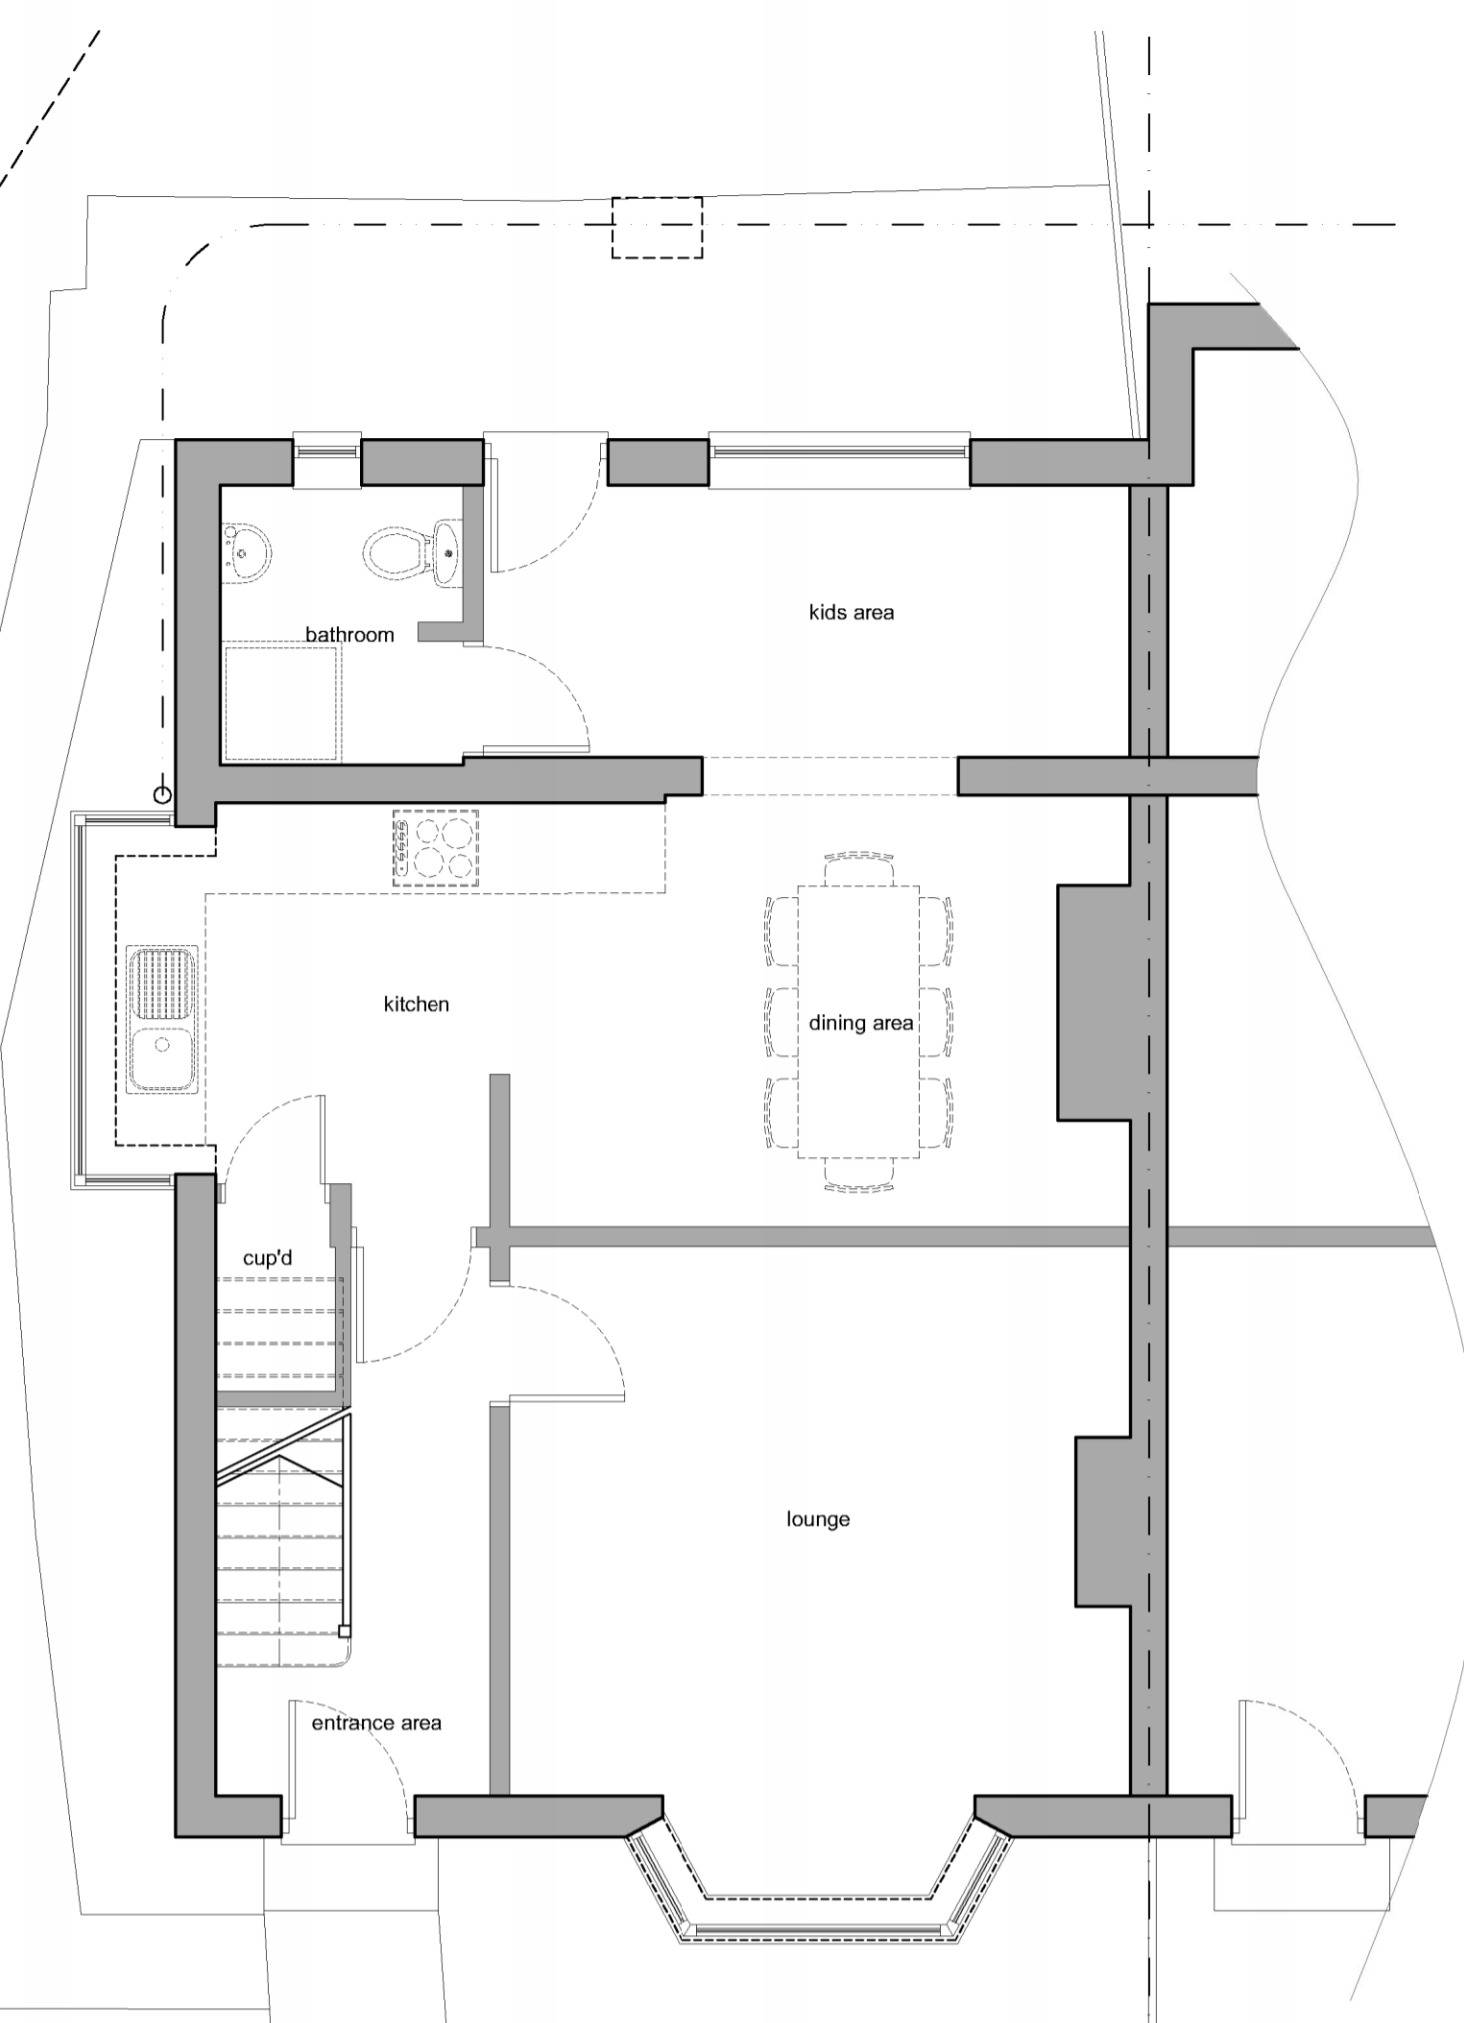 kids area
bathroom
kitchen
dining area
cup'd
lounge
entrance area